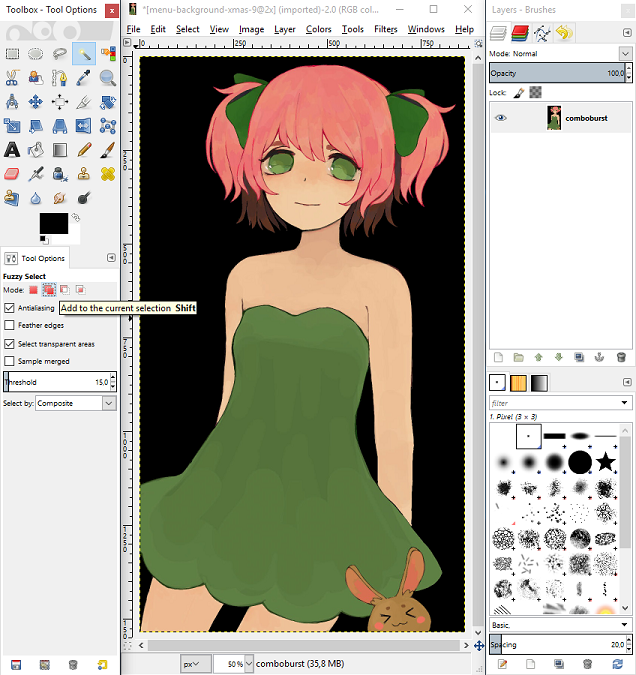 Toolbox - Tool Options
*[menu-background-xmas-9@2x] (imported)-2.0 (RGB col...
Layers - Brushes
File Edit Select View Image Layer Colors Tools Filters Windows Help
0 250 500 750
Mode: Normal
Opacity 100,0
Lock:
comboburst
Tool Options
Fuzzy Select
Mode:
Add to the current selection Shift
Antialiasing
Feather edges
Select transparent areas
Sample merged
Threshold 15,0
Select by: Composite
filter
1. Pixel (3 × 3)
Basic,
Spacing 20,0
px 50 % comboburst (35,8 MB)